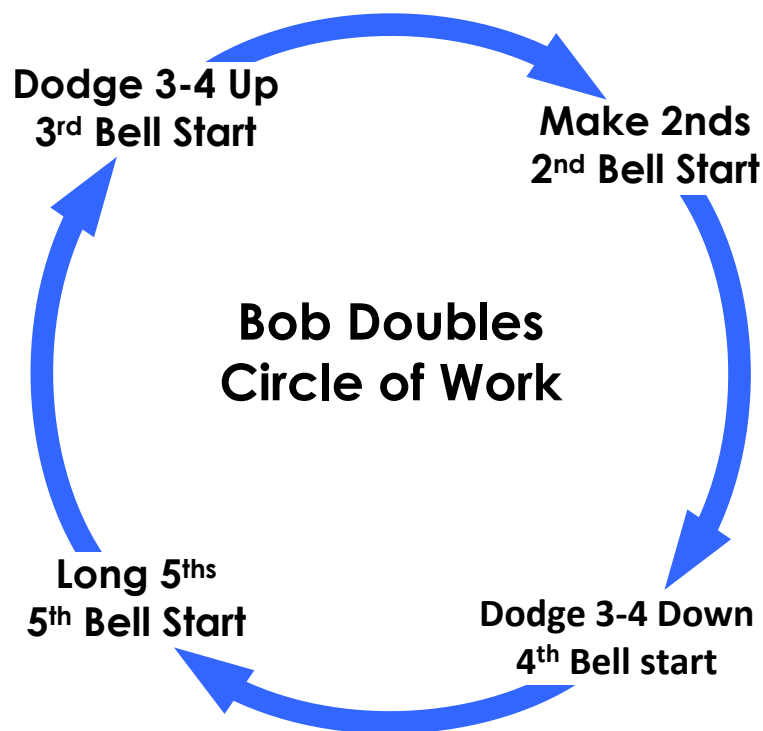 Dodge 3-4 Up
3rd Bell Start
Make 2nds
2nd Bell Start
Bob Doubles
Circle of Work
Long 5ths
5th Bell Start
Dodge 3-4 Down
4th Bell start